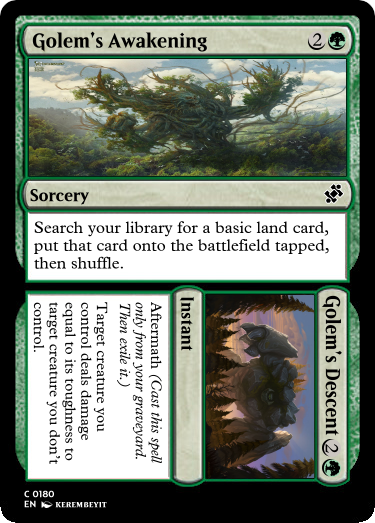 Golem's Awakening 2
Sorcery
Search your library for a basic land card,
put that card onto the battlefield tapped,
then shuffle.
Golem's Descent 2
Instant
Aftermath (Cast this spell
only from your graveyard.
Then exile it.)
Target creature you
control deals damage
equal to its toughness to
target creature you don't
control.
C 0180
EN KEREMBEYIT